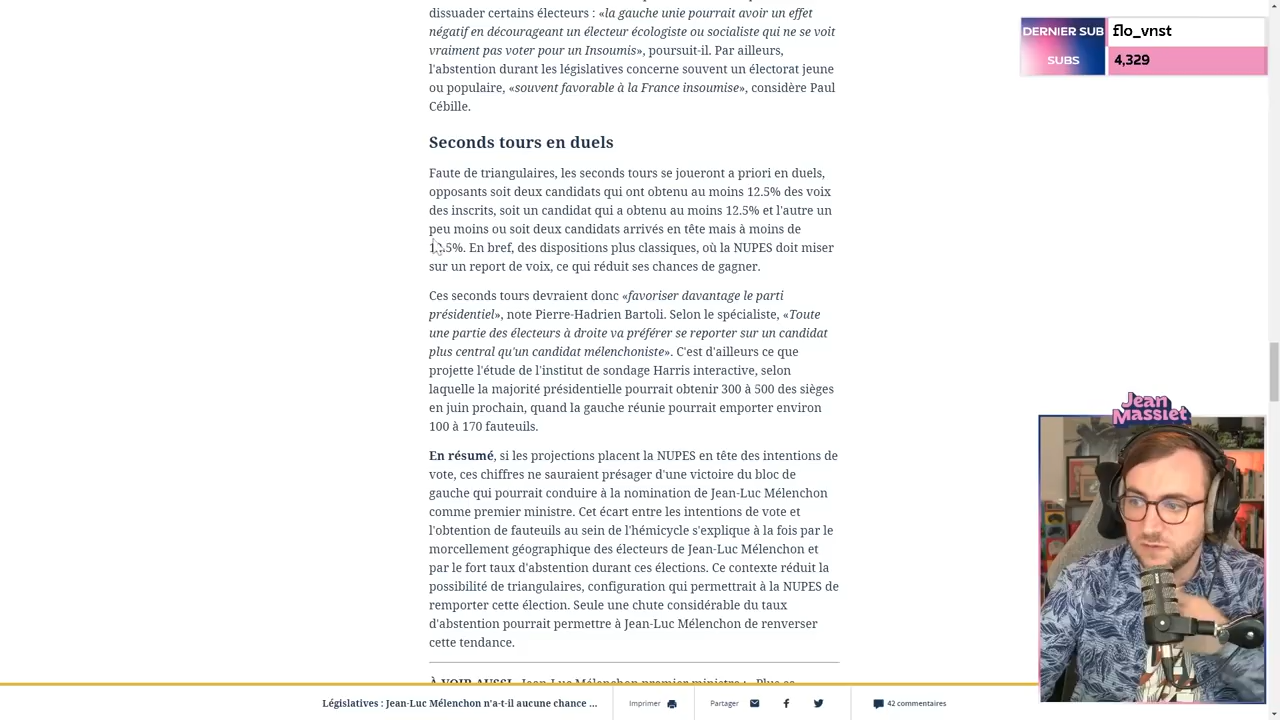 dissuader certains électeurs : «la gauche unie pourrait avoir un effet
négatif en décourageant un électeur écologiste ou socialiste qui ne se voit
vraiment pas voter pour un Insoumis», poursuit-il. Par ailleurs,
l'abstention durant les législatives concerne souvent un électorat jeune
ou populaire, «souvent favorable à la France insoumise», considère Paul
Cébille.
Seconds tours en duels
Faute de triangulaires, les seconds tours se joueront a priori en duels,
opposants soit deux candidats qui ont obtenu au moins 12.5% des voix
des inscrits, soit un candidat qui a obtenu au moins 12.5% et l'autre un
peu moins ou soit deux candidats arrivés en tête mais à moins de
12.5%. En bref, des dispositions plus classiques, où la NUPES doit miser
sur un report de voix, ce qui réduit ses chances de gagner.
Ces seconds tours devraient donc «favoriser davantage le parti
présidentiel», note Pierre-Hadrien Bartoli. Selon le spécialiste, «Toute
une partie des électeurs à droite va préférer se reporter sur un candidat
plus central qu'un candidat mélenchoniste». C'est d'ailleurs ce que
projette l'étude de l'institut de sondage Harris interactive, selon
laquelle la majorité présidentielle pourrait obtenir 300 à 500 des sièges
en juin prochain, quand la gauche réunie pourrait emporter environ
100 à 170 fauteuils.
En résumé, si les projections placent la NUPES en tête des intentions de
vote, ces chiffres ne sauraient présager d'une victoire du bloc de
gauche qui pourrait conduire à la nomination de Jean-Luc Mélenchon
comme premier ministre. Cet écart entre les intentions de vote et
l'obtention de fauteuils au sein de l'hémicycle s'explique à la fois par le
morcellement géographique des électeurs de Jean-Luc Mélenchon et
par le fort taux d'abstention durant ces élections. Ce contexte réduit la
possibilité de triangulaires, configuration qui permettrait à la NUPES de
remporter cette élection. Seule une chute considérable du taux
d'abstention pourrait permettre à Jean-Luc Mélenchon de renverser
cette tendance.
À VOIR AUSSI - Jean-Luc Mélenchon premier ministre : «Plus ça
Législatives : Jean-Luc Mélenchon n'a-t-il aucune chance ...
Imprimer
Partager
42 commentaires
DERNIER SUB
flo_vnst
SUBS
4,329
Jean
Massiet